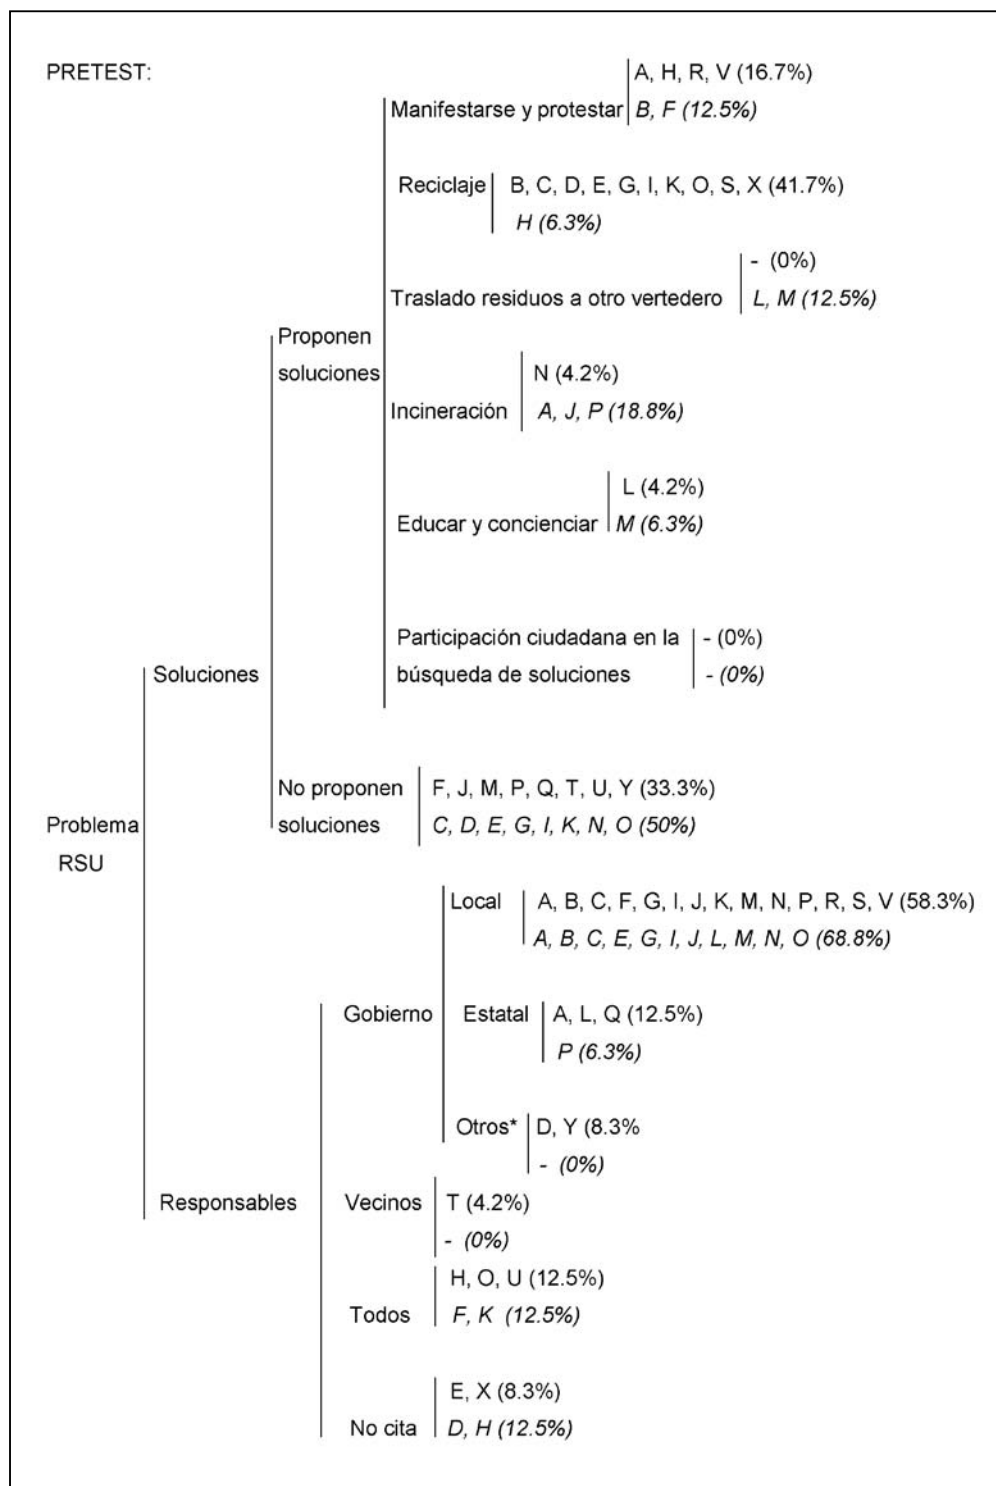 PRETEST:
A, H, R, V (16.7%)
Manifestarse y protestar
B, F (12.5%)
Reciclaje
B, C, D, E, G, I, K, O, S, X (41.7%)
H (6.3%)
- (0%)
Traslado residuos a otro vertedero
L, M (12.5%)
Proponen
soluciones
N (4.2%)
Incineración
A, J, P (18.8%)
L (4.2%)
Educar y concienciar
M (6.3%)
Participación ciudadana en la
búsqueda de soluciones
- (0%)
- (0%)
Soluciones
No proponen
soluciones
F, J, M, P, Q, T, U, Y (33.3%)
C, D, E, G, I, K, N, O (50%)
Problema
RSU
Local
A, B, C, F, G, I, J, K, M, N, P, R, S, V (58.3%)
A, B, C, E, G, I, J, L, M, N, O (68.8%)
Gobierno
Estatal
A, L, Q (12.5%)
P (6.3%)
Otros*
D, Y (8.3%
- (0%)
Responsables
Vecinos
T (4.2%)
- (0%)
H, O, U (12.5%)
Todos
F, K (12.5%)
E, X (8.3%)
No cita
D, H (12.5%)